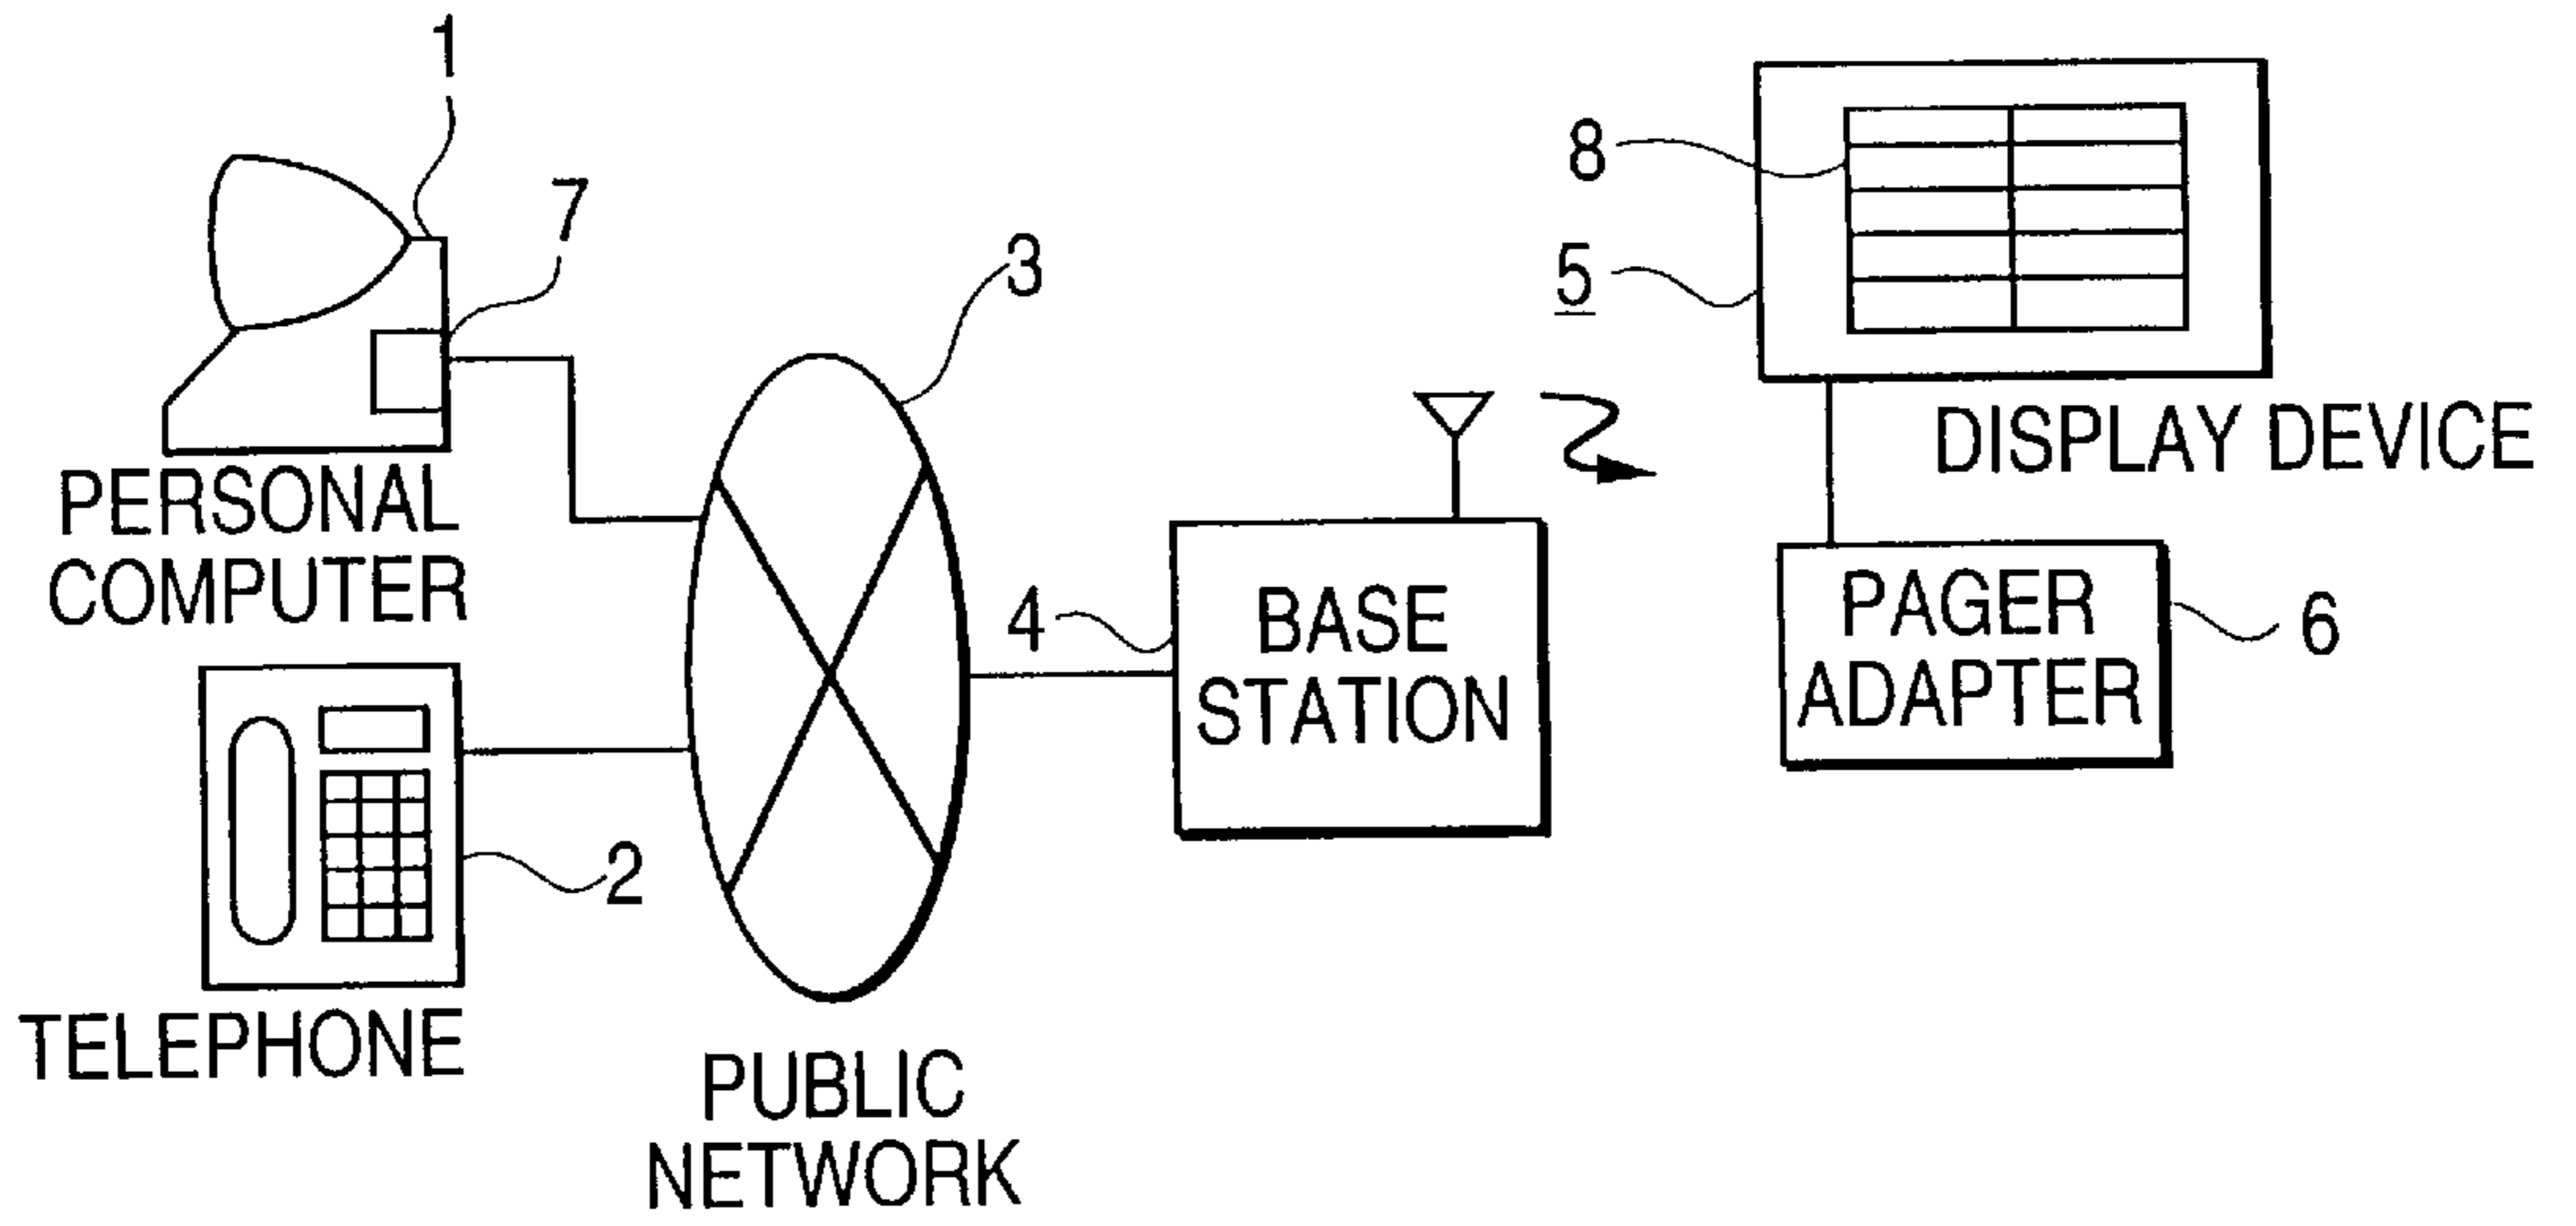 1
7
PERSONAL
COMPUTER
2
TELEPHONE
3
PUBLIC
NETWORK
4
BASE
STATION
8
5
DISPLAY DEVICE
PAGER
ADAPTER
6